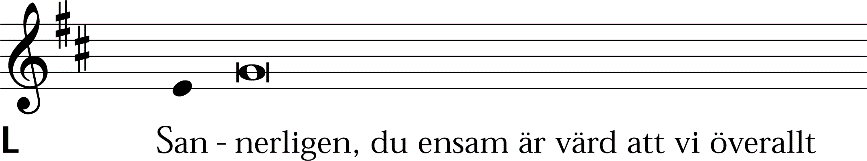 L San - nerligen, du ensam är värd att vi överallt